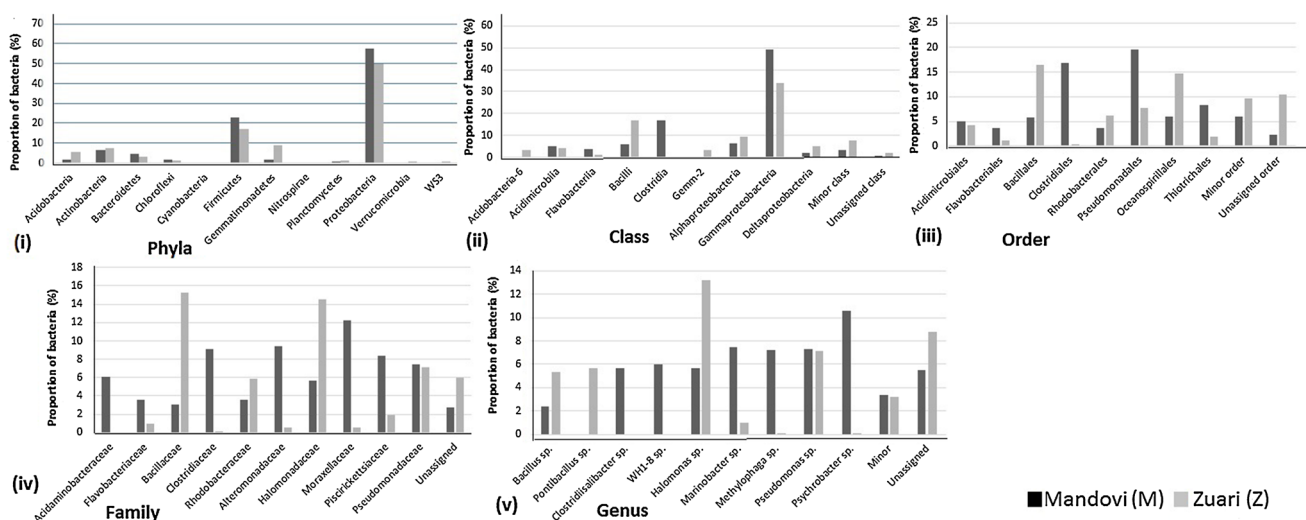 Proportion of bacteria (%)
70
60
50
40
30
20
10
0
Acidobacteria
Actinobacteria
Bacteroidetes
Chloroflexi
Cyanobacteria
Firmicutes
Gemmatimonadetes
Nitrospirae
Planctomycetes
Proteobacteria
Verrucomicrobia
WS3
(i)
Phyla
Proportion of bacteria (%)
60
50
40
30
20
10
0
Acidobacteria-6
Acidimicrobiia
Flavobacteriia
Bacilli
Clostridia
Gemm-2
Alphaproteobacteria
Gammaproteobacteria
Deltaproteobacteria
Minor class
Unassigned class
(ii)
Class
Proportion of bacteria (%)
25
20
15
10
5
0
Acidimicrobiales
Flavobacteriales
Bacillales
Clostridiales
Rhodobacterales
Pseudomonadales
Oceanospirillales
Thiotrichales
Minor order
Unassigned order
(iii)
Order
Proportion of bacteria (%)
18
16
14
12
10
8
6
4
2
0
Acidaminobacteraceae
Flavobacteriaceae
Bacillaceae
Clostridiaceae
Rhodobacteraceae
Alteromonadaceae
Halomonadaceae
Moraxellaceae
Piscirickettsiaceae
Pseudomonadaceae
Unassigned
(iv)
Family
Proportion of bacteria (%)
14
12
10
8
6
4
2
0
Bacillus sp.
Pontibacillus sp.
Clostridiisalibacter sp.
WH1-8 sp.
Halomonas sp.
Marinobacter sp.
Methylophaga sp.
Pseudomonas sp.
Psychrobacter sp.
Minor
Unassigned
(v)
Genus
Mandovi (M)
Zuari (Z)